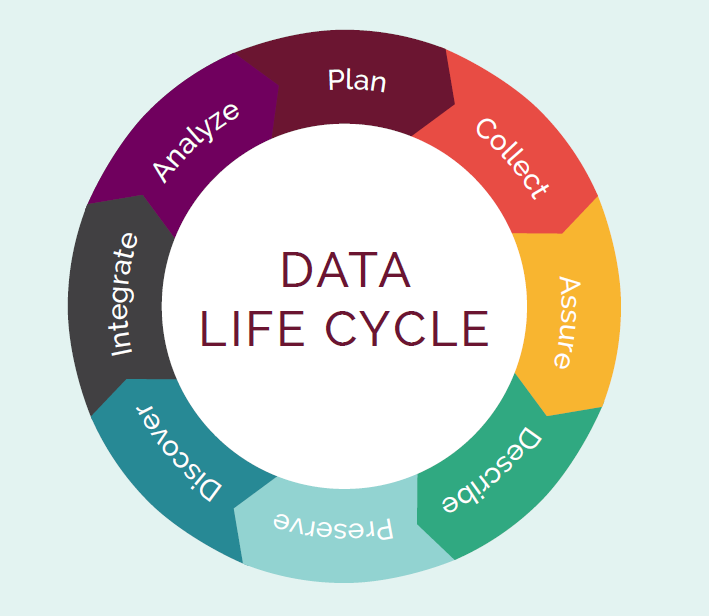 Plan
Collect
Assure
Describe
Preserve
Discover
Integrate
Analyze
DATA
LIFE CYCLE